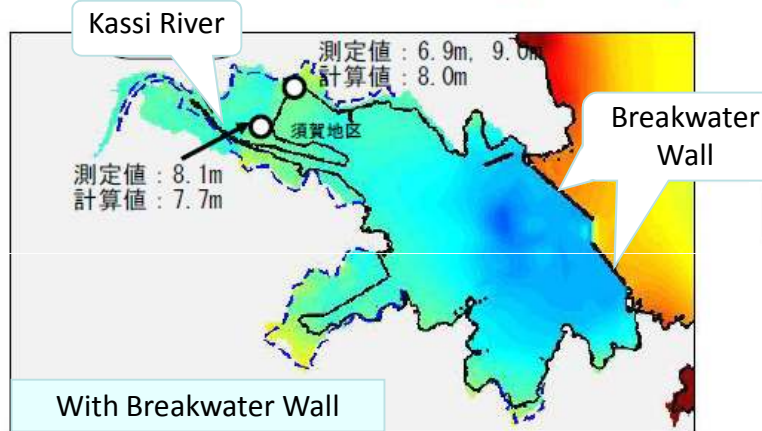 Kassi River
測定値：6.9m, 9.0m
計算値：8.0m
須賀地区
測定値：8.1m
計算値：7.7m
Breakwater
Wall
With Breakwater Wall